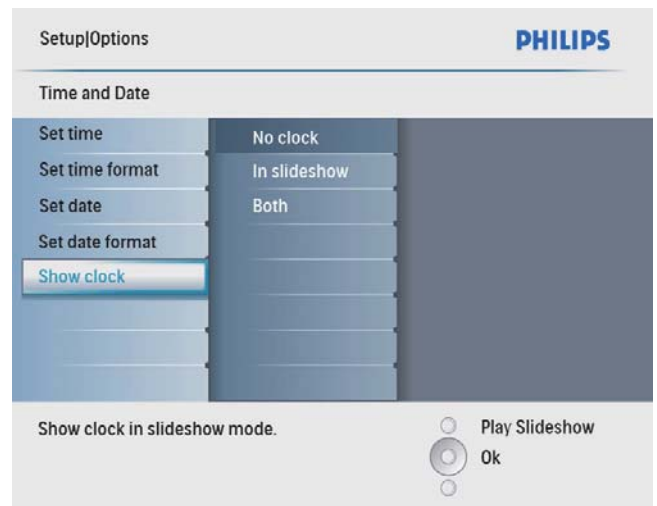 Setup|Options
PHILIPS
Time and Date
Set time
Set time format
Set date
Set date format
Show clock
No clock
In slideshow
Both
Show clock in slideshow mode.
Play Slideshow
Ok